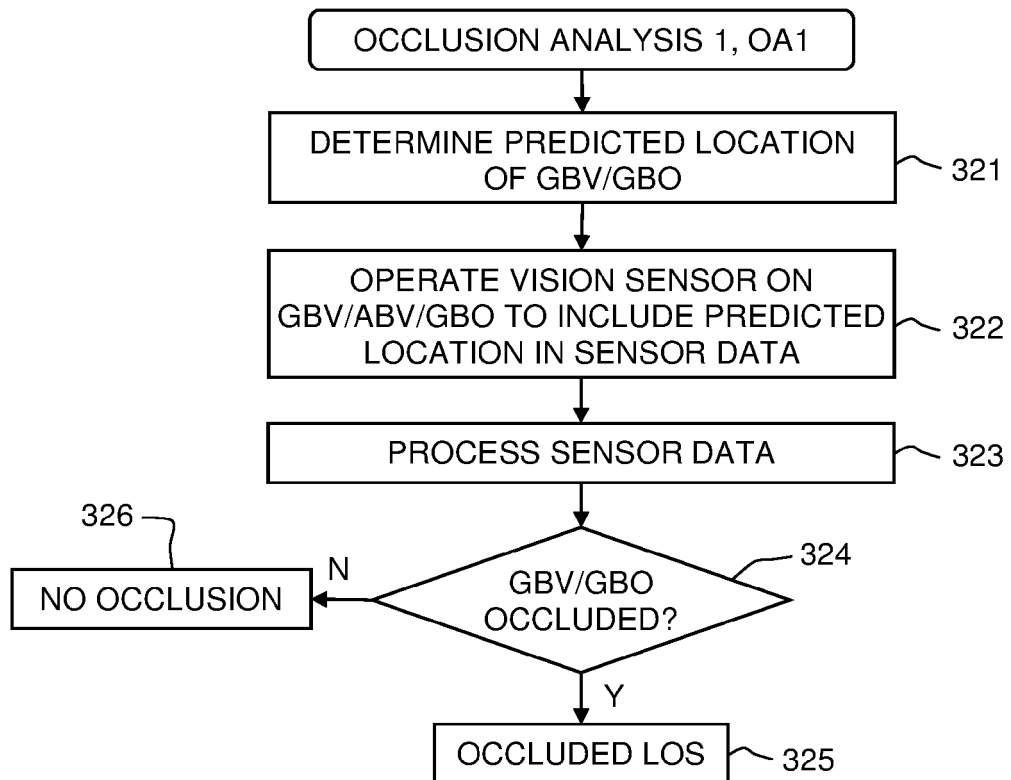 OCCLUSION ANALYSIS 1, OA1
DETERMINE PREDICTED LOCATION
OF GBV/GBO
321
OPERATE VISION SENSOR ON
GBV/ABV/GBO TO INCLUDE PREDICTED
LOCATION IN SENSOR DATA
322
PROCESS SENSOR DATA
323
326
324
N
GBV/GBO
OCCLUDED?
NO OCCLUSION
Y
OCCLUDED LOS
325